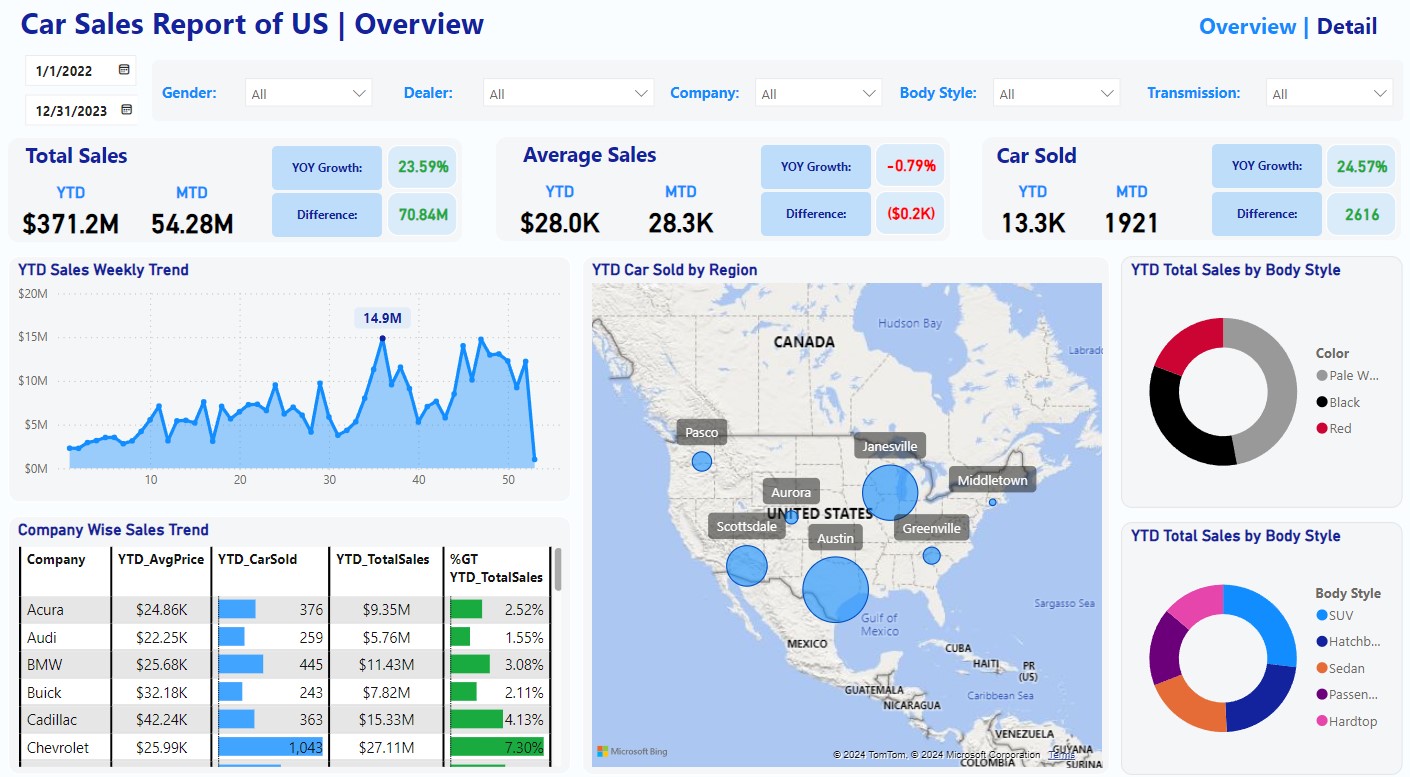 Car Sales Report of US | Overview
Overview | Detail
1/1/2022
12/31/2023
Gender: All
Dealer: All
Company: All
Body Style: All
Transmission: All
Total Sales
YTD MTD
$371.2M 54.28M
YOY Growth: 23.59%
Difference: 70.84M
Average Sales
YTD MTD
$28.0K 28.3K
YOY Growth: -0.79%
Difference: ($0.2K)
Car Sold
YTD MTD
13.3K 1921
YOY Growth: 24.57%
Difference: 2616
YTD Sales Weekly Trend
$20M
$15M
$10M
$5M
$0M
14.9M
10 20 30 40 50
Company Wise Sales Trend
Company YTD_AvgPrice YTD_CarSold YTD_TotalSales %GT YTD_TotalSales
Acura $24.86K 376 $9.35M 2.52%
Audi $22.25K 259 $5.76M 1.55%
BMW $25.68K 445 $11.43M 3.08%
Buick $32.18K 243 $7.82M 2.11%
Cadillac $42.24K 363 $15.33M 4.13%
Chevrolet $25.99K 1,043 $27.11M 7.30%
YTD Car Sold by Region
Hudson Bay
CANADA
Labrado
Pasco
Janesville
Middletown
Aurora
UNITED STATES
Scottsdale
Austin
Greenville
Sargasso Sea
Gulf of
Mexico
MEXICO
CUBA
HAITI
PR
(US)
GUATEMALA
Caribbean Sea
NICARAGUA
VENEZUELA
GUYANA
COLOMBIA
SURINA
Microsoft Bing
© 2024 TomTom, © 2024 Microsoft Corporation Terms
YTD Total Sales by Body Style
Color
Pale W...
Black
Red
YTD Total Sales by Body Style
Body Style
SUV
Hatchb...
Sedan
Passen...
Hardtop